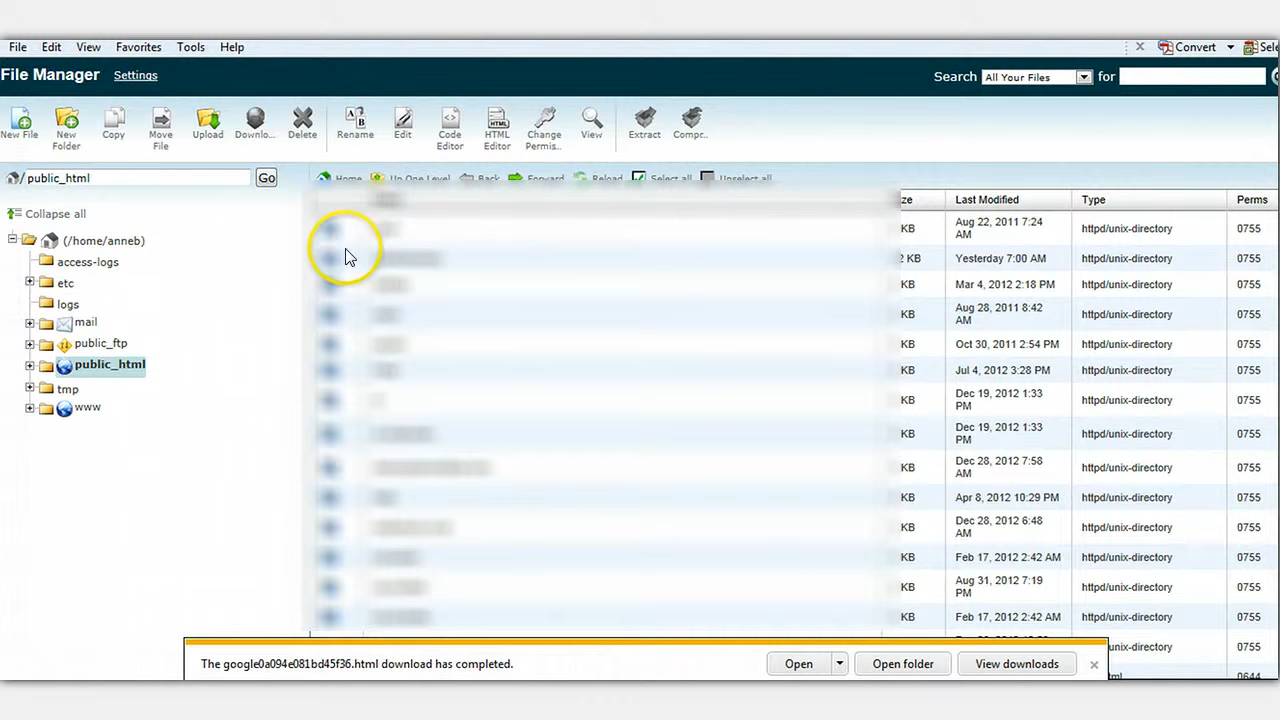 File Edit View Favorites Tools Help
Convert
File Manager Settings
Search All Your Files for
New File
New Folder
Copy
Move File
Upload
Downlo...
Delete
Rename
Edit
Code Editor
HTML Editor
Change Permis..
View
Extract
Compr..
/ public_html Go
Home Up One Level Back Forward Reload Select all Unselect all
Collapse all
(/home/anneb)
access-logs
etc
logs
mail
public_ftp
public_html
tmp
www
Last Modified Type Perms
Aug 22, 2011 7:24 AM httpd/unix-directory 0755
KB Yesterday 7:00 AM httpd/unix-directory 0755
KB Mar 4, 2012 2:18 PM httpd/unix-directory 0755
KB Aug 28, 2011 8:42 AM httpd/unix-directory 0755
KB Oct 30, 2011 2:54 PM httpd/unix-directory 0755
KB Jul 4, 2012 3:28 PM httpd/unix-directory 0755
KB Dec 19, 2012 1:33 PM httpd/unix-directory 0755
KB Dec 19, 2012 1:33 PM httpd/unix-directory 0755
KB Dec 28, 2012 7:58 AM httpd/unix-directory 0755
KB Apr 8, 2012 10:29 PM httpd/unix-directory 0755
KB Dec 28, 2012 6:48 AM httpd/unix-directory 0755
KB Feb 17, 2012 2:42 AM httpd/unix-directory 0755
KB Aug 31, 2012 7:19 PM httpd/unix-directory 0755
KB Feb 17, 2012 2:42 AM httpd/unix-directory 0755
0755
0644
The google0a094e081bd45f36.html download has completed. Open Open folder View downloads